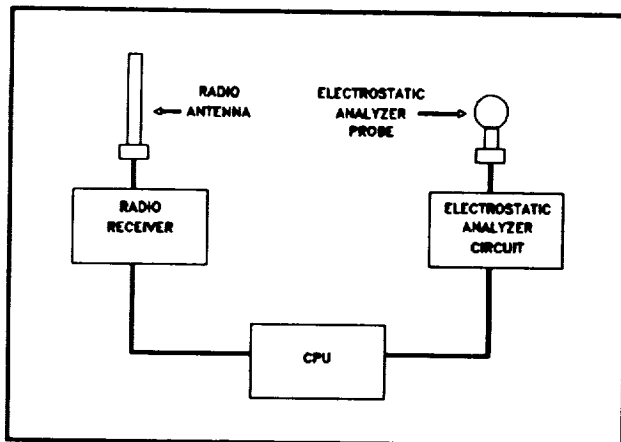 RADIO
ANTENNA
ELECTROSTATIC
ANALYZER
PROBE
RADIO
RECEIVER
ELECTROSTATIC
ANALYZER
CIRCUIT
CPU